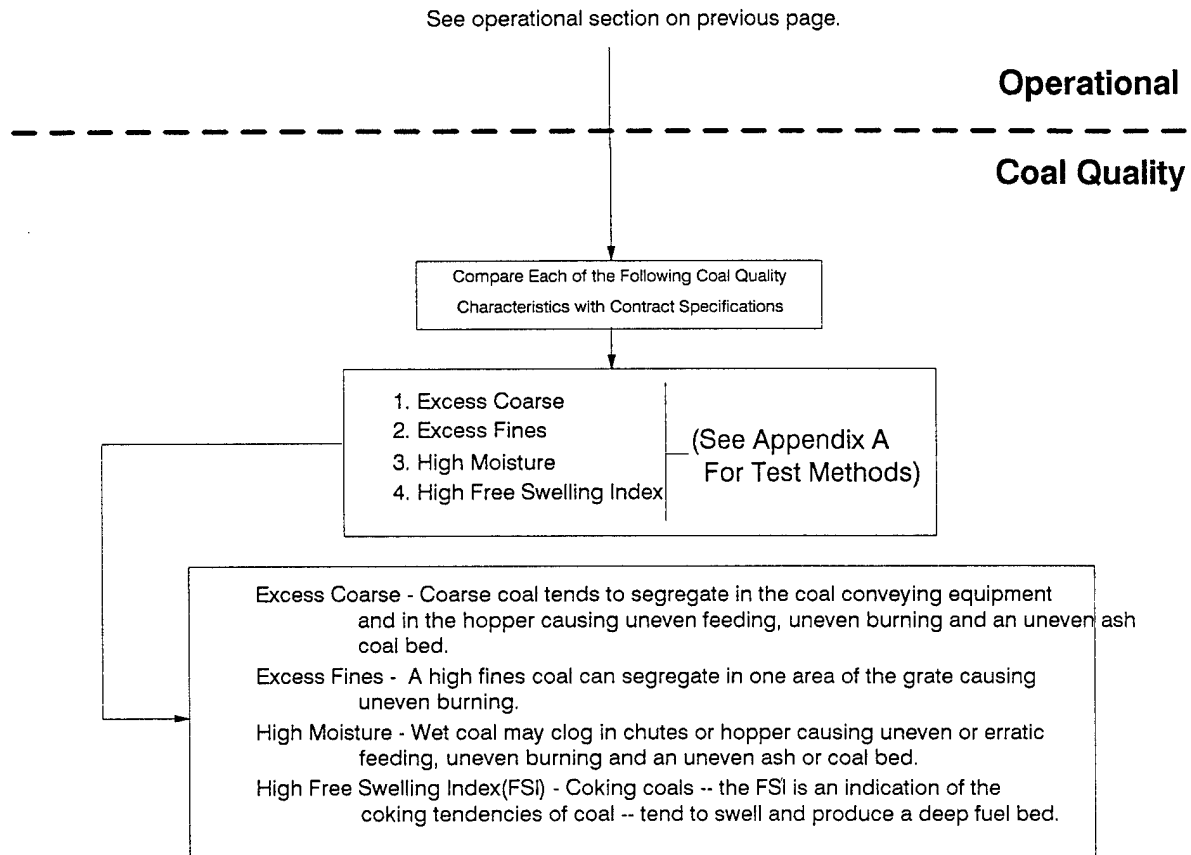 See operational section on previous page.
Operational
Coal Quality
Compare Each of the Following Coal Quality
Characteristics with Contract Specifications
1. Excess Coarse
2. Excess Fines
3. High Moisture
4. High Free Swelling Index
(See Appendix A
For Test Methods)
Excess Coarse - Coarse coal tends to segregate in the coal conveying equipment
and in the hopper causing uneven feeding, uneven burning and an uneven ash
coal bed.
Excess Fines - A high fines coal can segregate in one area of the grate causing
uneven burning.
High Moisture - Wet coal may clog in chutes or hopper causing uneven or erratic
feeding, uneven burning and an uneven ash or coal bed.
High Free Swelling Index(FSI) - Coking coals -- the FSI is an indication of the
coking tendencies of coal -- tend to swell and produce a deep fuel bed.